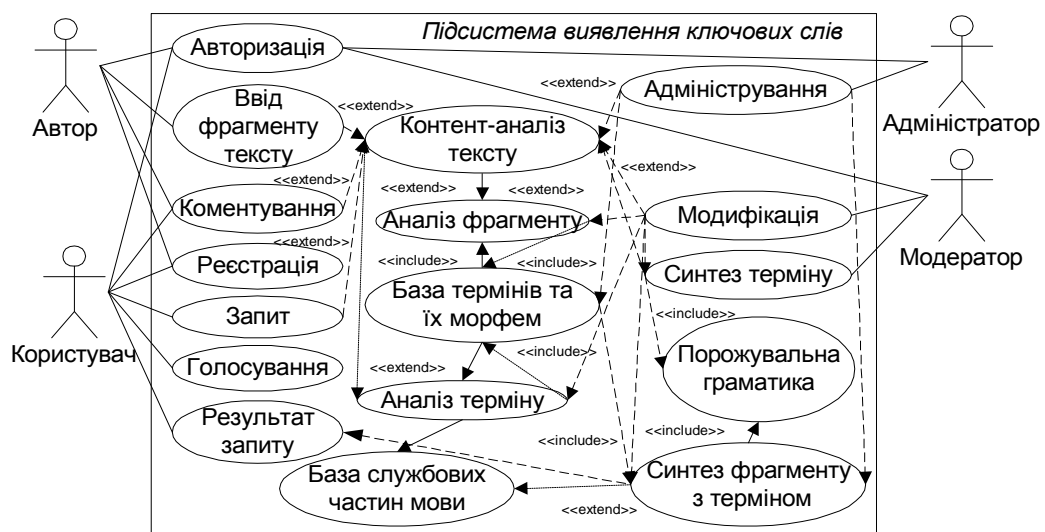 Підсистема виявлення ключових слів
Авторизація
<<extend>>
Адміністрування
Автор
Ввід
фрагменту
тексту
<<extend>>
Контент-аналіз
тексту
Адміністратор
<<extend>>
<<extend>>
<<extend>>
<<extend>>
Коментування
Аналіз фрагменту
Модифікація
<<extend>>
Реєстрація
<<include>>
<<include>>
Синтез терміну
Модератор
База термінів та
їх морфем
Запит
<<include>>
Користувач
<<include>>
Порожувальна
граматика
Голосування
<<extend>>
Аналіз терміну
Результат
запиту
<<include>>
<<include>>
База службових
частин мови
Синтез фрагменту
з терміном
<<extend>>